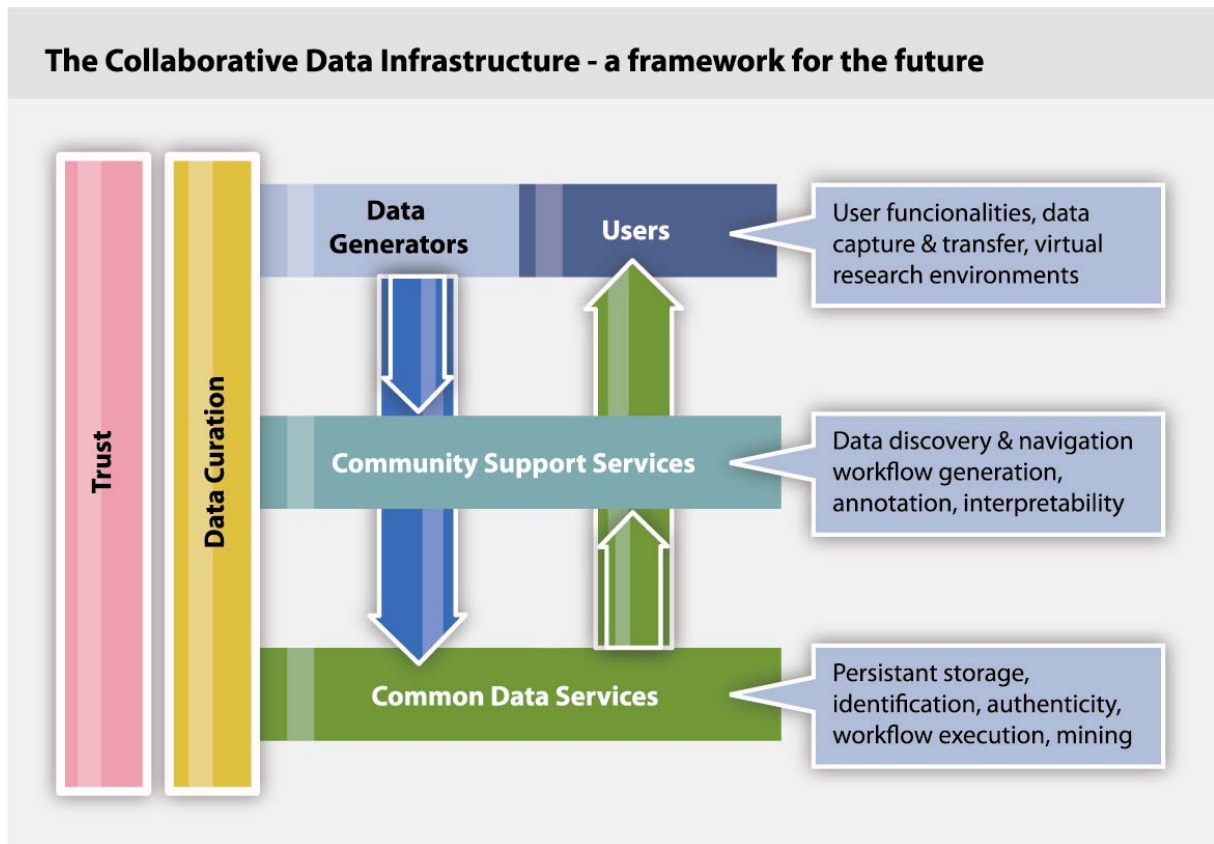 The Collaborative Data Infrastructure - a framework for the future
Trust
Data Curation
Data
Generators
Users
User funcionalities, data
capture & transfer, virtual
research environments
Community Support Services
Data discovery & navigation
workflow generation,
annotation, interpretability
Common Data Services
Persistant storage,
identification, authenticity,
workflow execution, mining